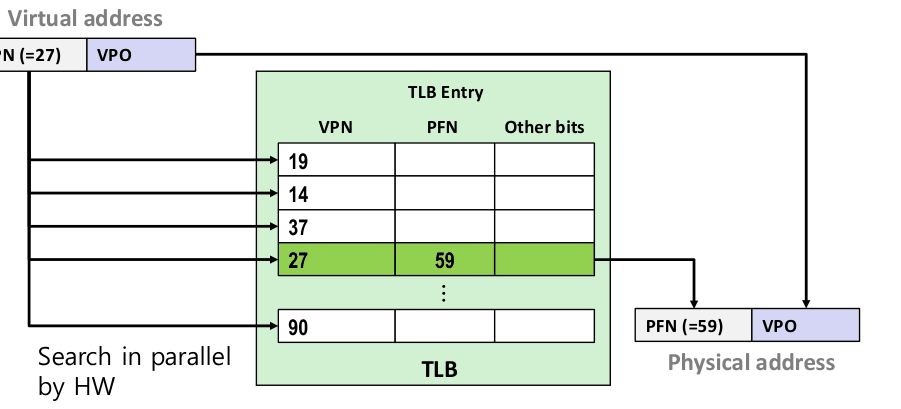 Virtual address
PN (=27) VPO
TLB Entry
VPN PFN Other bits
19
14
37
27 59
⋮
90
TLB
Search in parallel
by HW
PFN (=59) VPO
Physical address